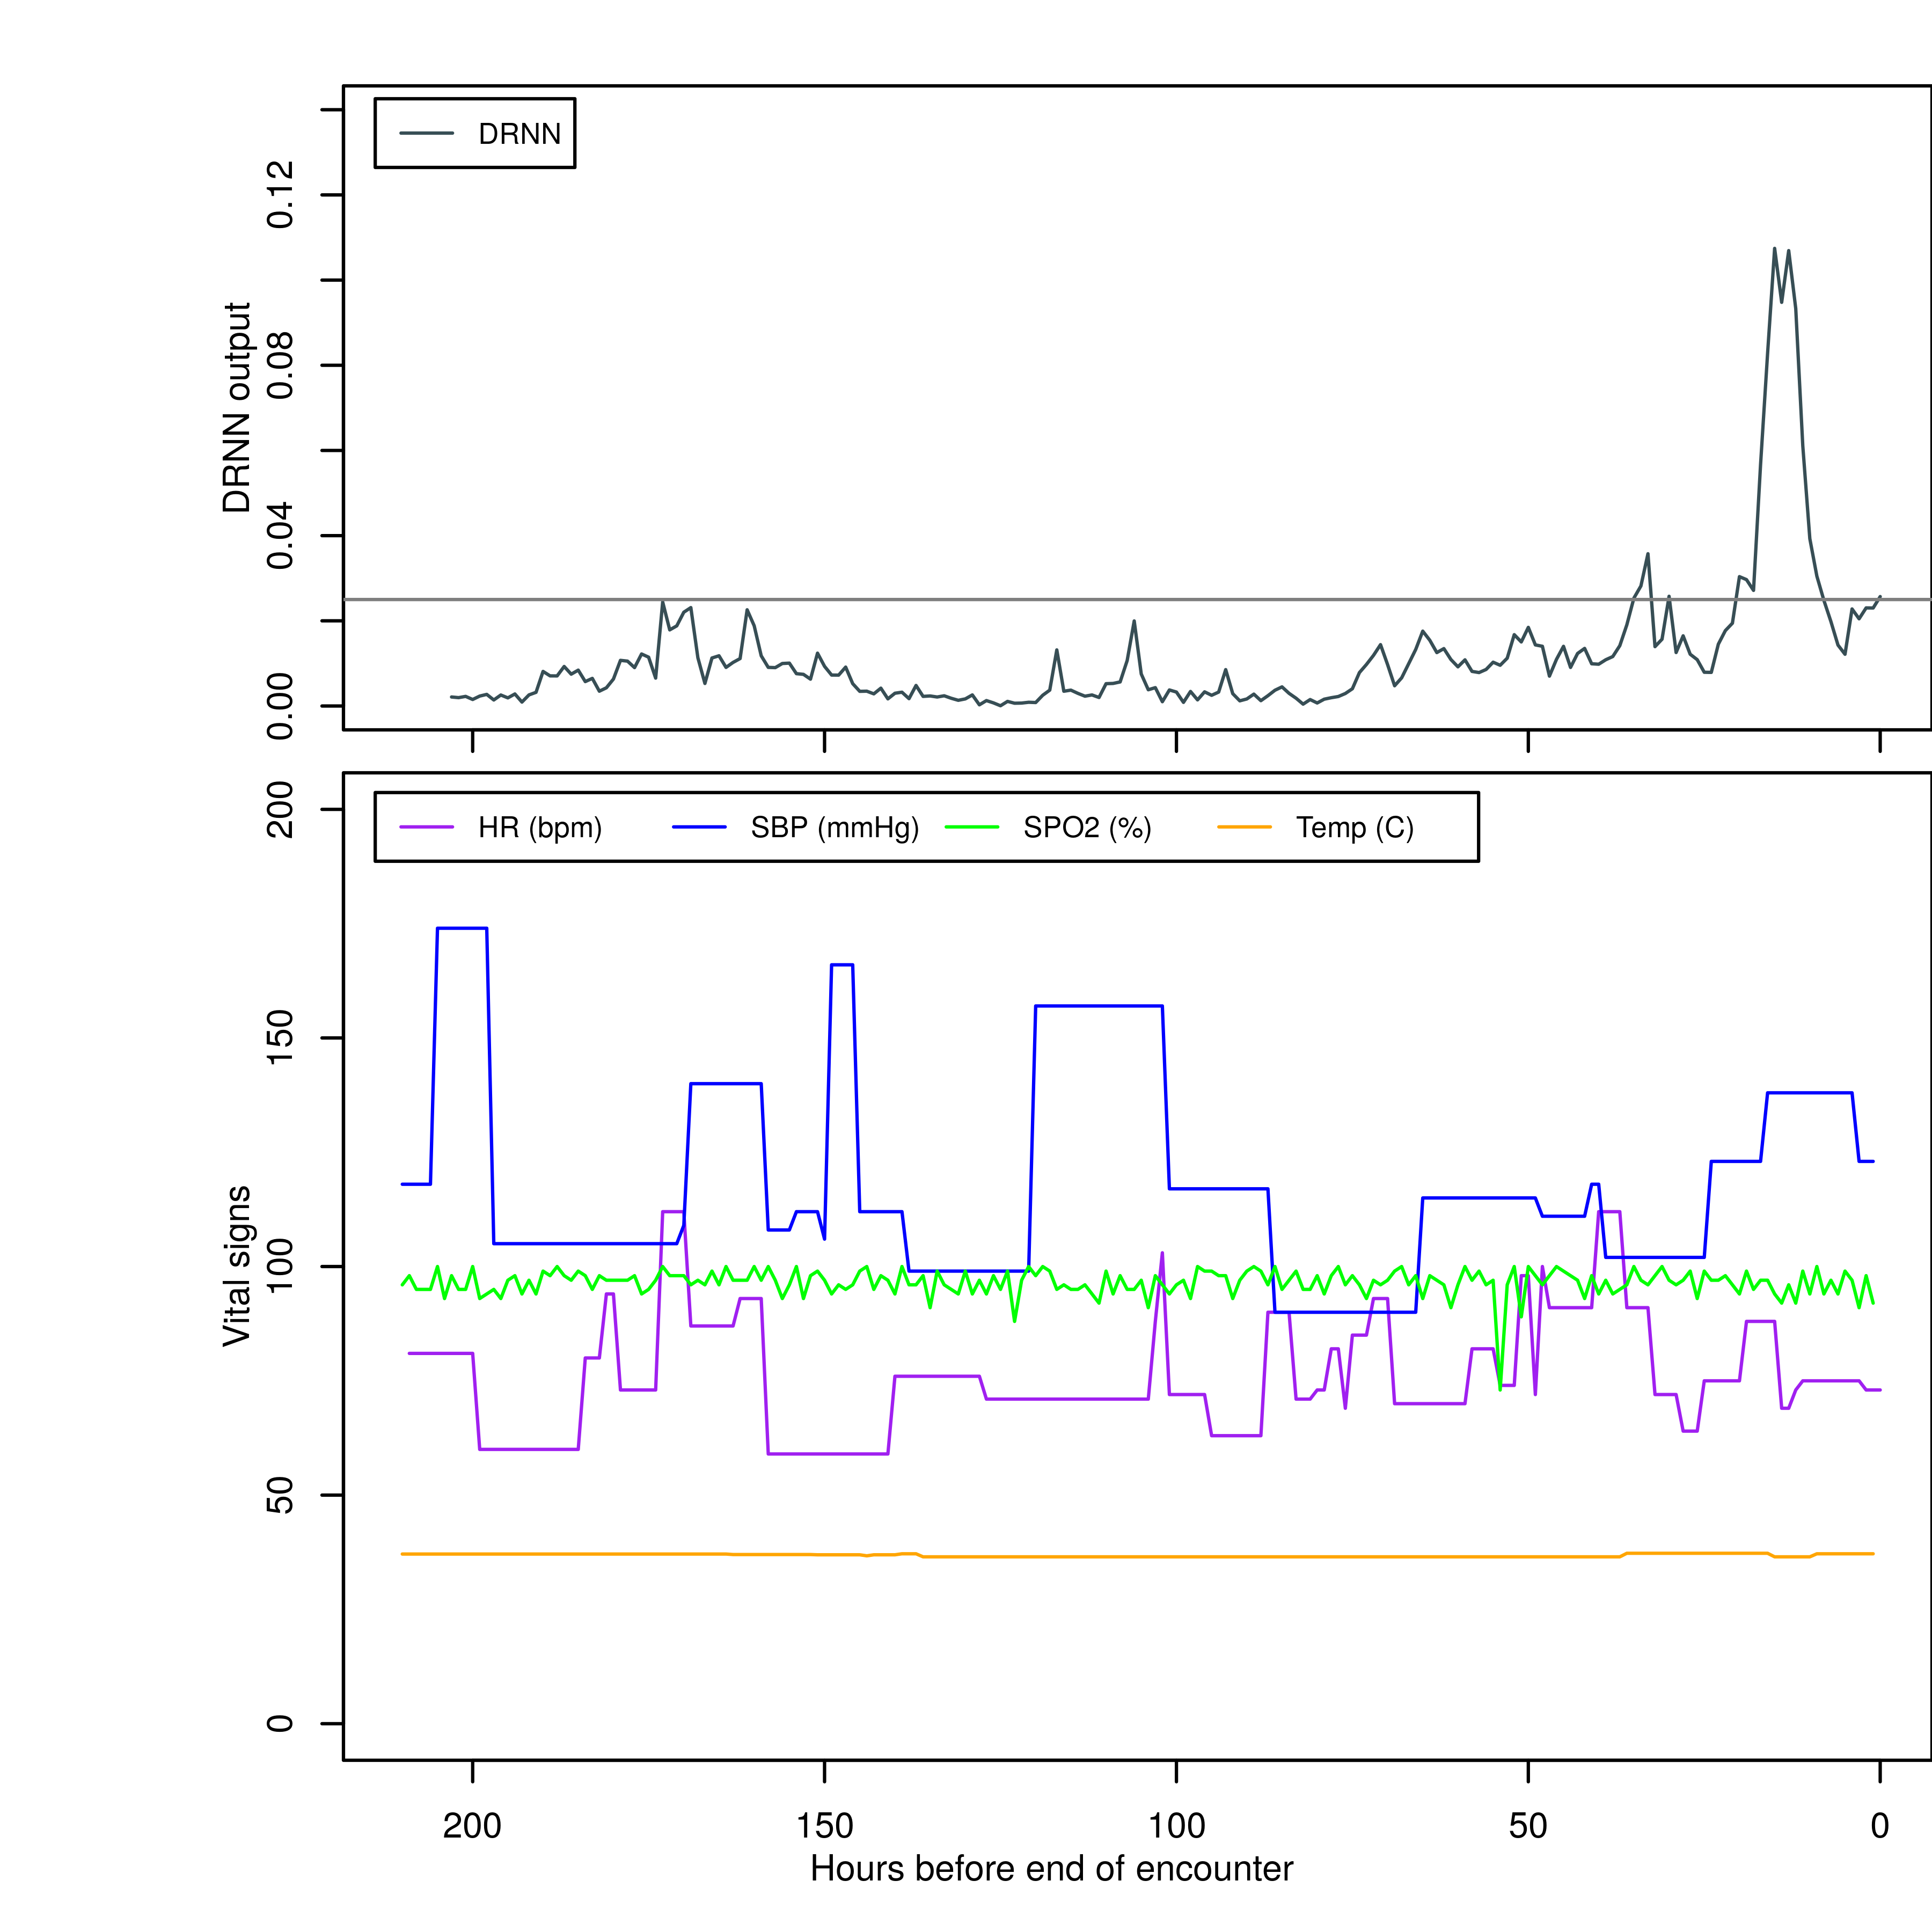 DRNN
DRNN output
0.12
0.08
0.04
0.00
HR (bpm) SBP (mmHg) SPO2 (%) Temp (C)
Vital signs
200
150
100
50
0
200 150 100 50 0
Hours before end of encounter